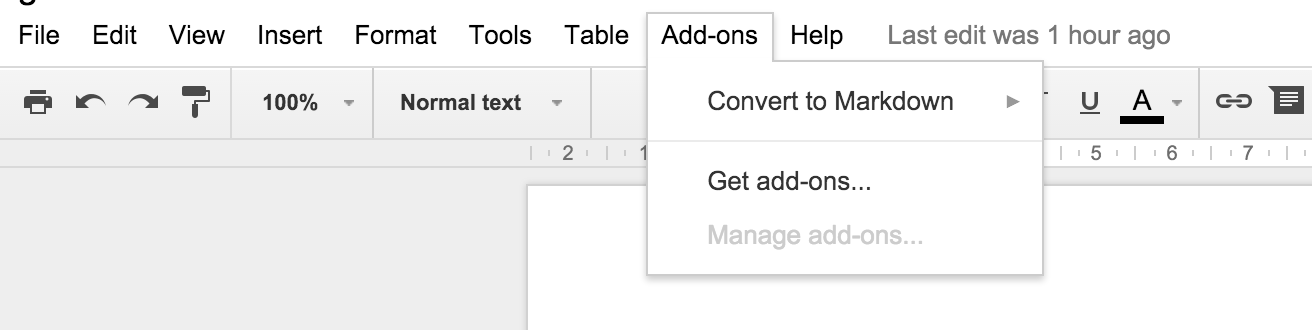 File Edit View Insert Format Tools Table Add-ons Help Last edit was 1 hour ago
100% Normal text Convert to Markdown U A
2 1 5 6 7
Get add-ons...
Manage add-ons...